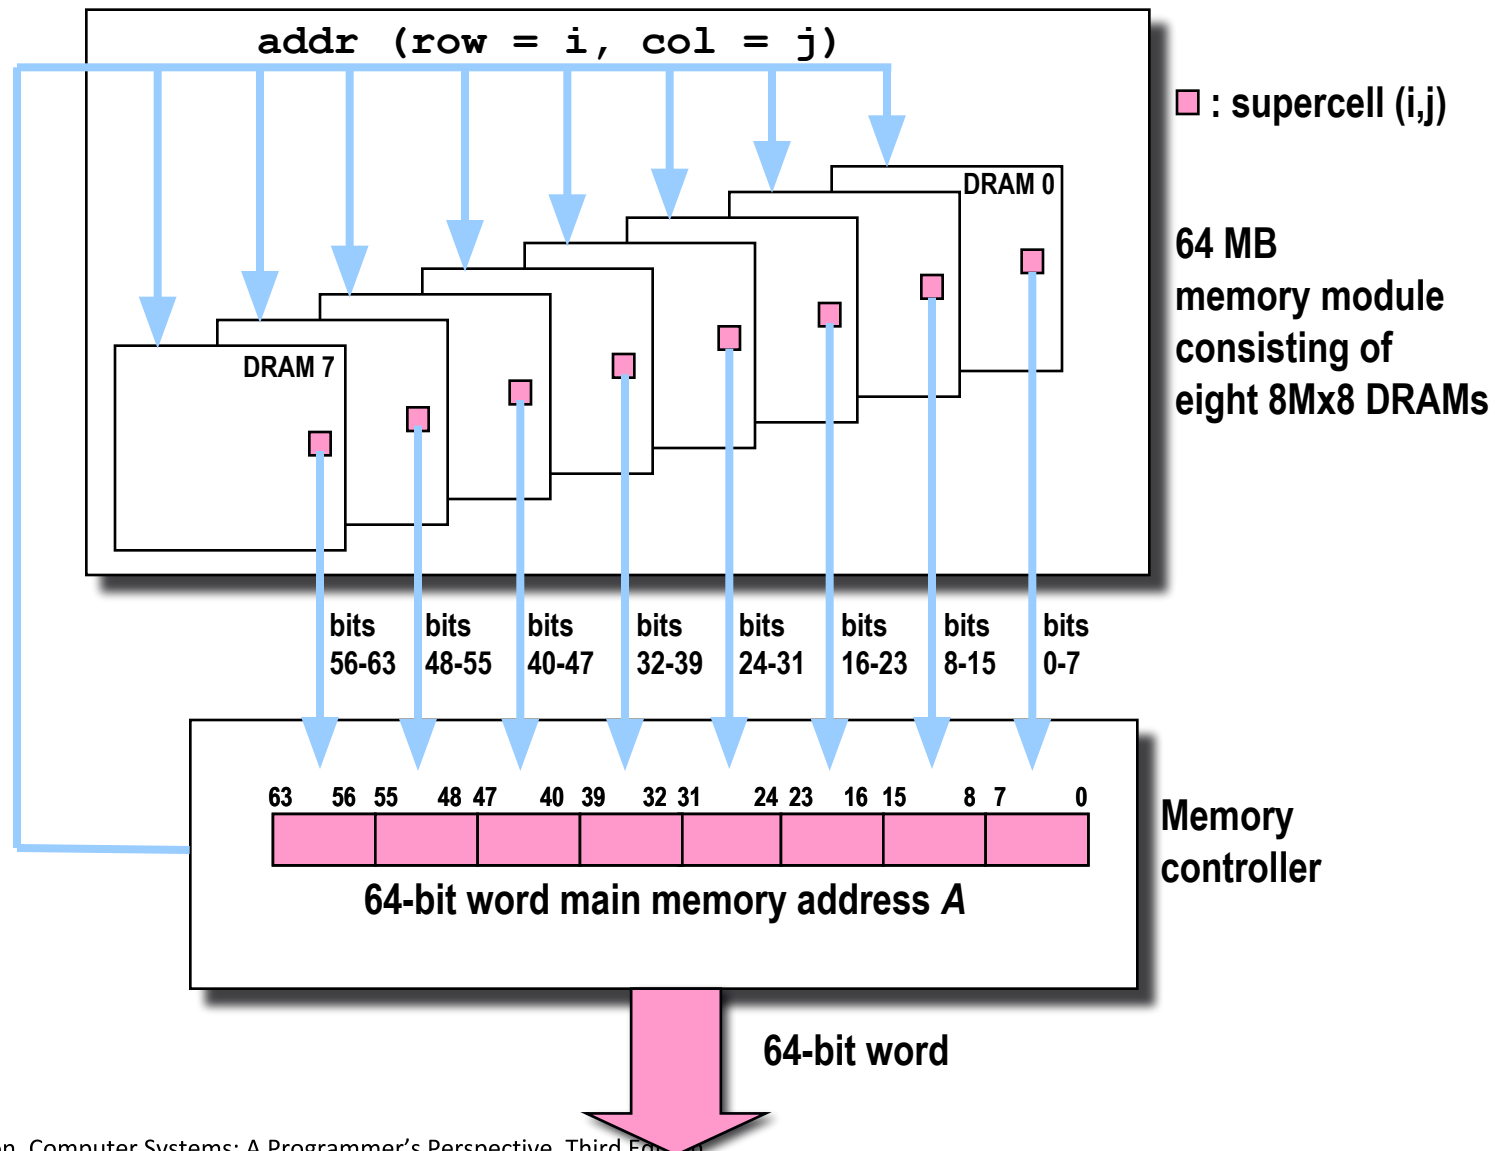 addr (row = i, col = j)
: supercell (i,j)
DRAM 0
64 MB
memory module
consisting of
eight 8Mx8 DRAMs
DRAM 7
bits
56-63
bits
48-55
bits
40-47
bits
32-39
bits
24-31
bits
16-23
bits
8-15
bits
0-7
63 56 55 48 47 40 39 32 31 24 23 16 15 8 7 0
64-bit word main memory address A
Memory
controller
64-bit word
Computer Systems: A Programmer's Perspective, Third